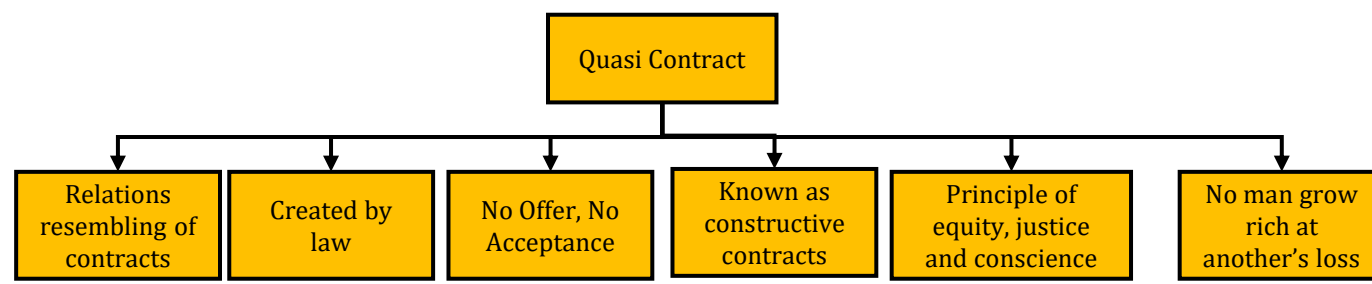 Quasi Contract
Relations
resembling of
contracts
Created by
law
No Offer, No
Acceptance
Known as
constructive
contracts
Principle of
equity, justice
and conscience
No man grow
rich at
another’s loss